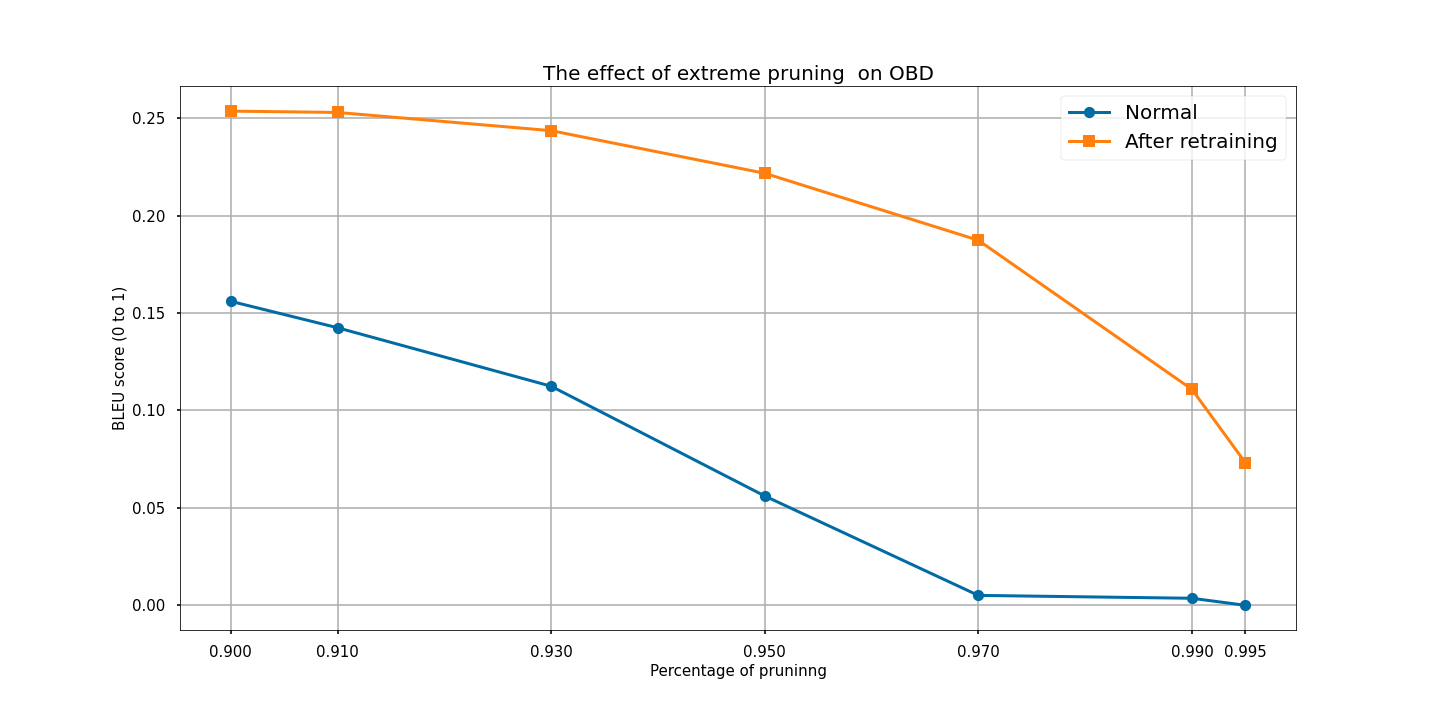 The effect of extreme pruning  on OBD
Normal
After retraining
BLEU score (0 to 1)
0.25
0.20
0.15
0.10
0.05
0.00
0.900 0.910 0.930 0.950 0.970 0.990 0.995
Percentage of pruninng